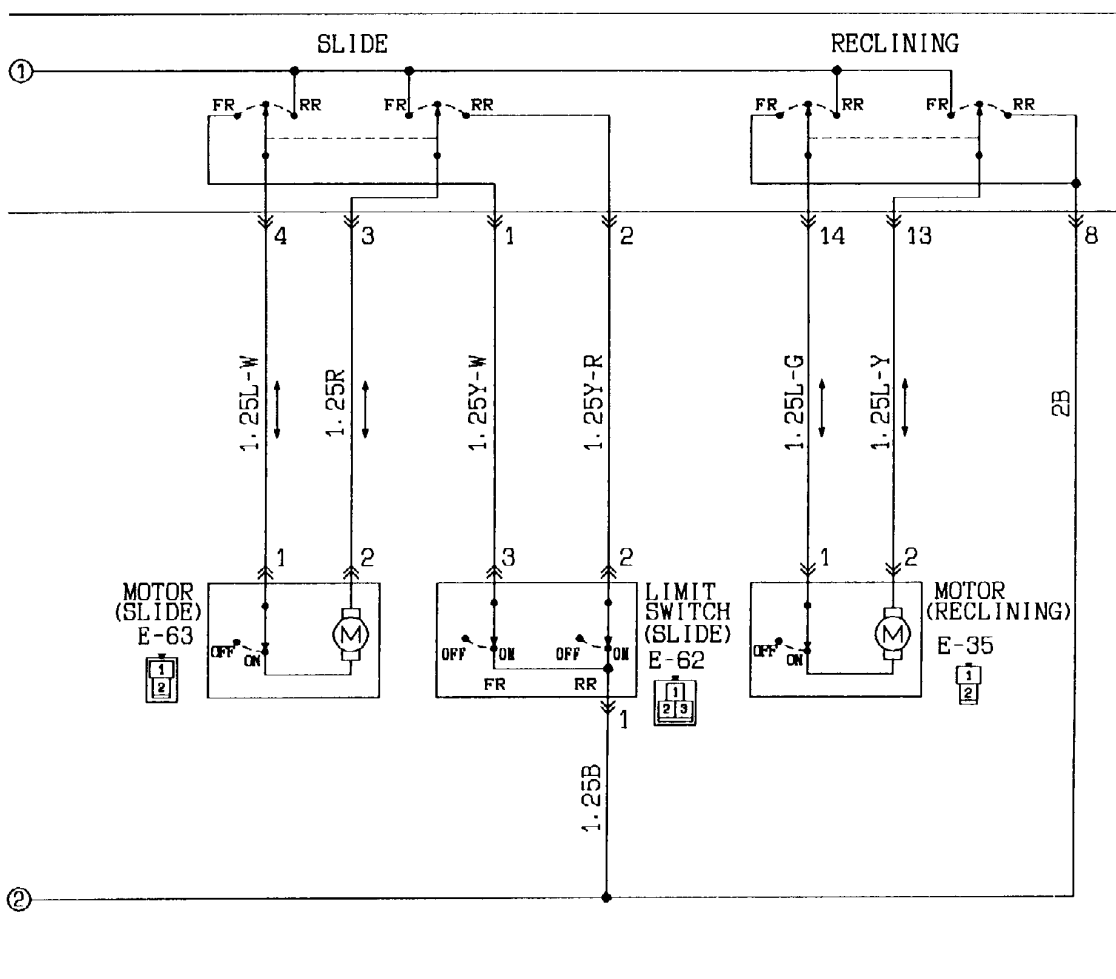 SLIDE RECLINING
1
FR RR FR RR FR RR FR RR
4 3 1 2 14 13 8
1.25L-W 1.25R 1.25Y-W 1.25Y-R 1.25L-G 1.25L-Y 2B
1 2 3 2 1 2
MOTOR
(SLIDE)
E-63
1
2
OFF ON
M
OFF ON OFF ON
FR RR
LIMIT
SWITCH
(SLIDE)
E-62
1
2 3
OFF ON
M
MOTOR
(RECLINING)
E-35
1
2
1
1.25B
2